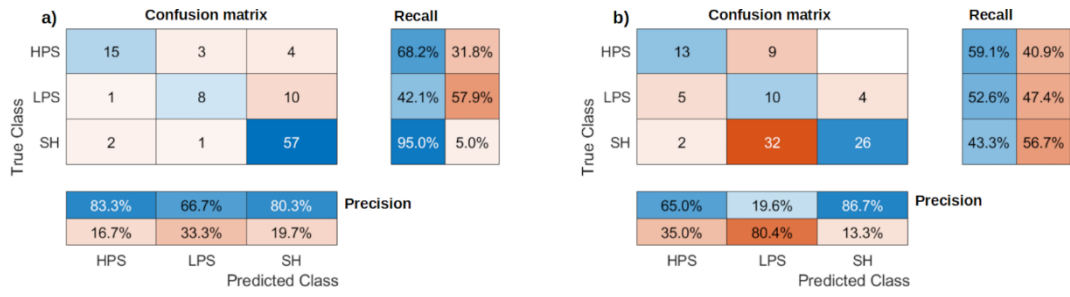 a) Confusion matrix Recall
HPS 15 3 4 68.2% 31.8%
LPS 1 8 10 42.1% 57.9%
SH 2 1 57 95.0% 5.0%
True Class
83.3% 66.7% 80.3% Precision
16.7% 33.3% 19.7%
HPS LPS SH
Predicted Class
b) Confusion matrix Recall
HPS 13 9 59.1% 40.9%
LPS 5 10 4 52.6% 47.4%
SH 2 32 26 43.3% 56.7%
True Class
65.0% 19.6% 86.7% Precision
35.0% 80.4% 13.3%
HPS LPS SH
Predicted Class